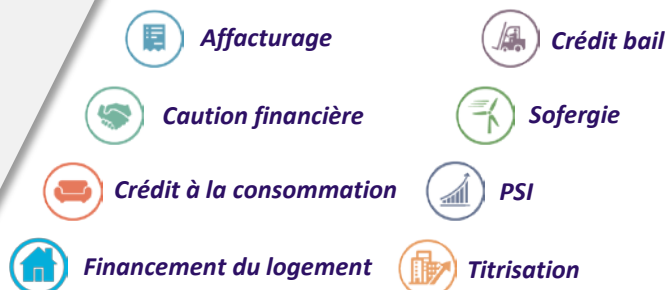 Affacturage
Crédit bail
Caution financière
Sofergie
Crédit à la consommation
PSI
Financement du logement
Titrisation